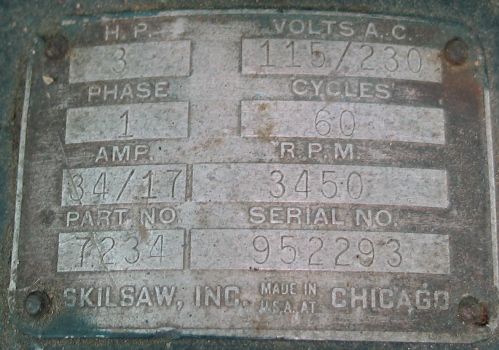 H.P. VOLTS A.C.
3 115/230
PHASE CYCLES
1 60
AMP. R.P.M.
34/17 3450
PART NO. SERIAL NO.
7234 952293
SKILSAW, INC. MADE IN U.S.A. AT CHICAGO